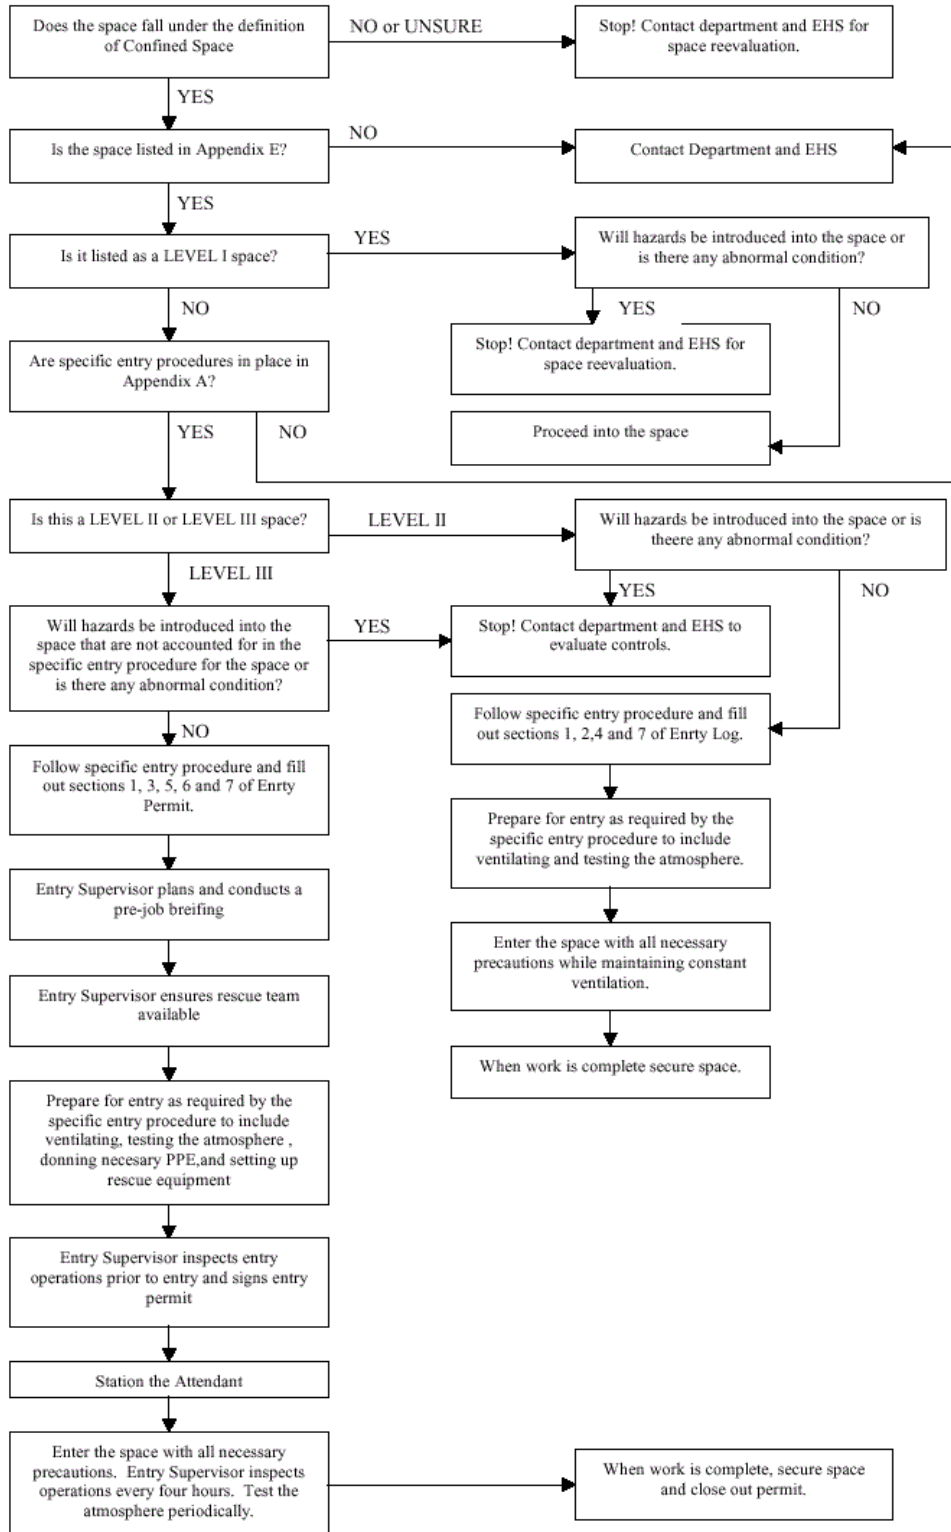 Does the space fall under the definition
of Confined Space
NO or UNSURE
Stop! Contact department and EHS for
space reevaluation.
YES
Is the space listed in Appendix E?
NO
Contact Department and EHS
YES
Is it listed as a LEVEL I space?
YES
Will hazards be introduced into the space or
is there any abnormal condition?
NO
YES
NO
Are specific entry procedures in place in
Appendix A?
Stop! Contact department and EHS for
space reevaluation.
YES
NO
Proceed into the space
Is this a LEVEL II or LEVEL III space?
LEVEL II
Will hazards be introduced into the space or is
theere any abnormal condition?
LEVEL III
YES
NO
Will hazards be introduced into the
space that are not accounted for in the
specific entry procedure for the space or
is there any abnormal condition?
YES
Stop! Contact department and EHS to
evaluate controls.
NO
Follow specific entry procedure and fill
out sections 1, 2,4 and 7 of Enrty Log.
Follow specific entry procedure and fill
out sections 1, 3, 5, 6 and 7 of Enrty
Permit.
Prepare for entry as required by the
specific entry procedure to include
ventilating and testing the atmosphere.
Entry Supervisor plans and conducts a
pre-job breifing
Enter the space with all necessary
precautions while maintaining constant
ventilation.
Entry Supervisor ensures rescue team
available
When work is complete secure space.
Prepare for entry as required by the
specific entry procedure to include
ventilating, testing the atmosphere ,
donning necesary PPE,and setting up
rescue equipment
Entry Supervisor inspects entry
operations prior to entry and signs entry
permit
Station the Attendant
Enter the space with all necessary
precautions. Entry Supervisor inspects
operations every four hours. Test the
atmosphere periodically.
When work is complete, secure space
and close out permit.